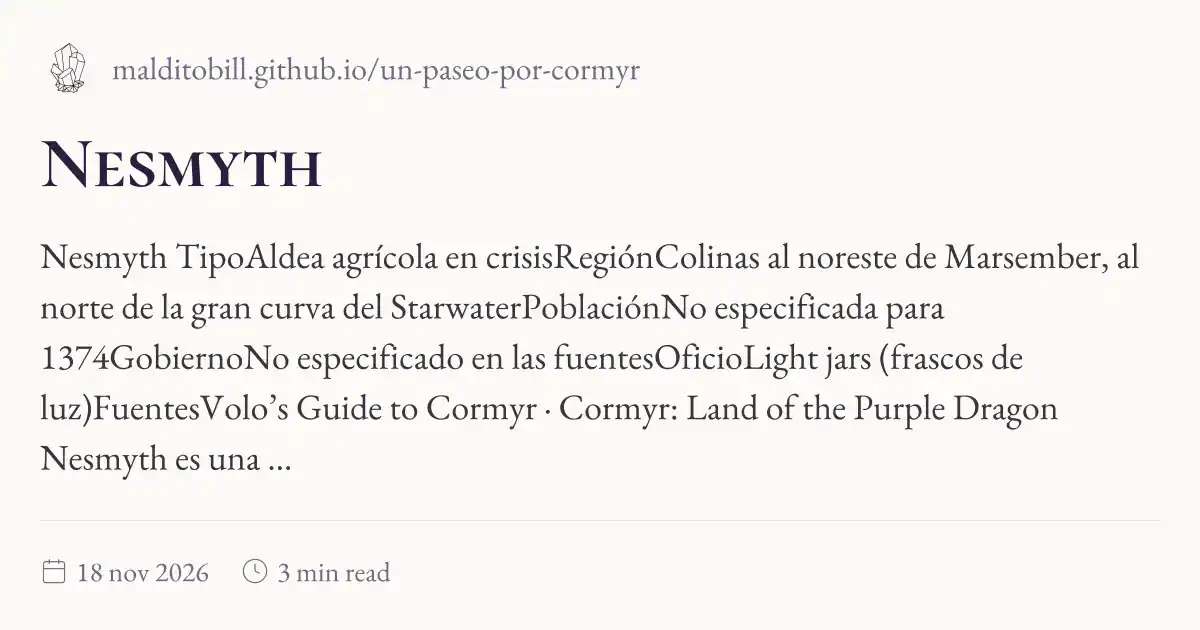 malditobill.github.io/un-paseo-por-cormyr
Nesmyth
Nesmyth TipoAldea agrícola en crisisRegiónColinas al noreste de Marsember, al
norte de la gran curva del StarwaterPoblaciónNo especificada para
1374GobiernoNo especificado en las fuentesOficioLight jars (frascos de
luz)FuentesVolo’s Guide to Cormyr · Cormyr: Land of the Purple Dragon
Nesmyth es una ...
18 nov 2026 3 min read